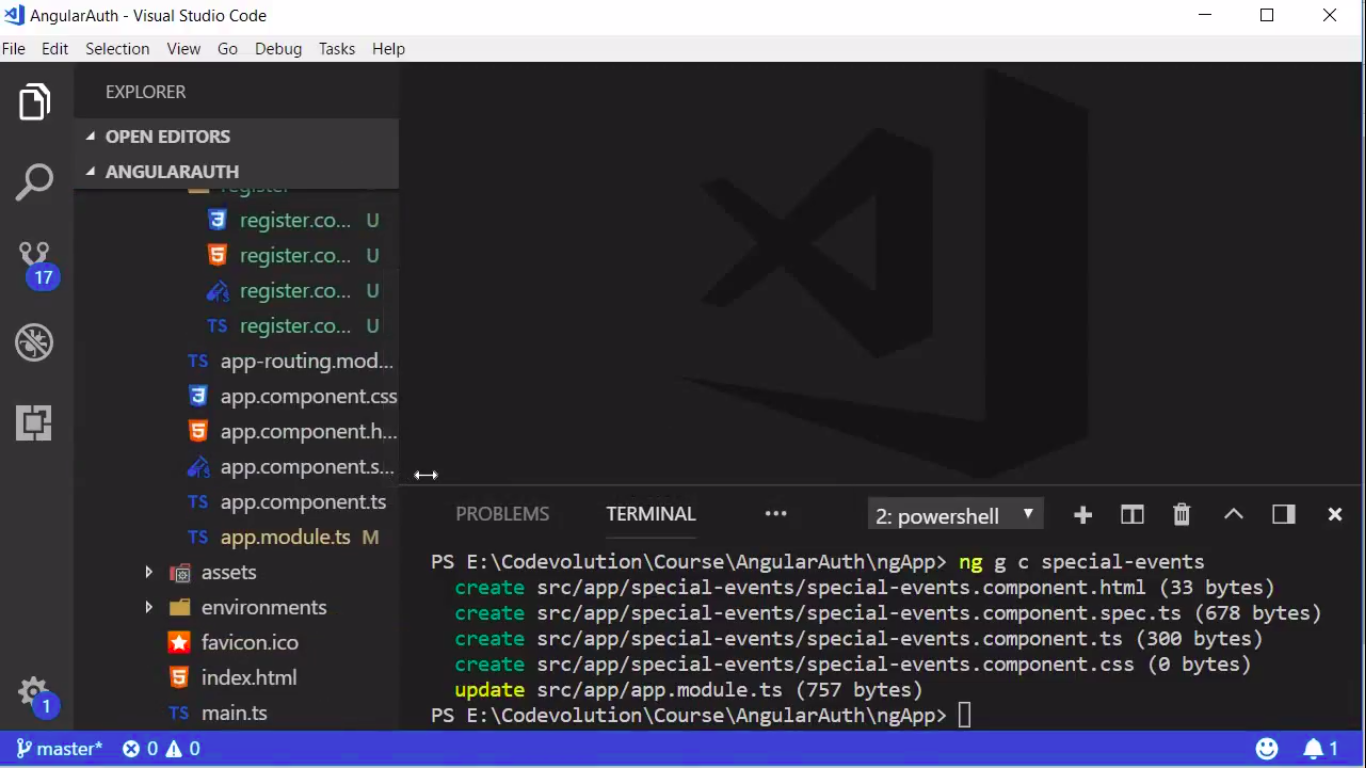 AngularAuth - Visual Studio Code
File Edit Selection View Go Debug Tasks Help
EXPLORER
OPEN EDITORS
ANGULARAUTH
register
register.co... U
register.co... U
register.co... U
TS register.co... U
TS app-routing.mod...
app.component.css
app.component.h...
app.component.s...
TS app.component.ts
TS app.module.ts M
assets
environments
favicon.ico
index.html
TS main.ts
17
1
PROBLEMS TERMINAL ••• 2: powershell
PS E:\Codevolution\Course\AngularAuth\ngApp> ng g c special-events
create src/app/special-events/special-events.component.html (33 bytes)
create src/app/special-events/special-events.component.spec.ts (678 bytes)
create src/app/special-events/special-events.component.ts (300 bytes)
create src/app/special-events/special-events.component.css (0 bytes)
update src/app/app.module.ts (757 bytes)
PS E:\Codevolution\Course\AngularAuth\ngApp>
master* 0 0 1